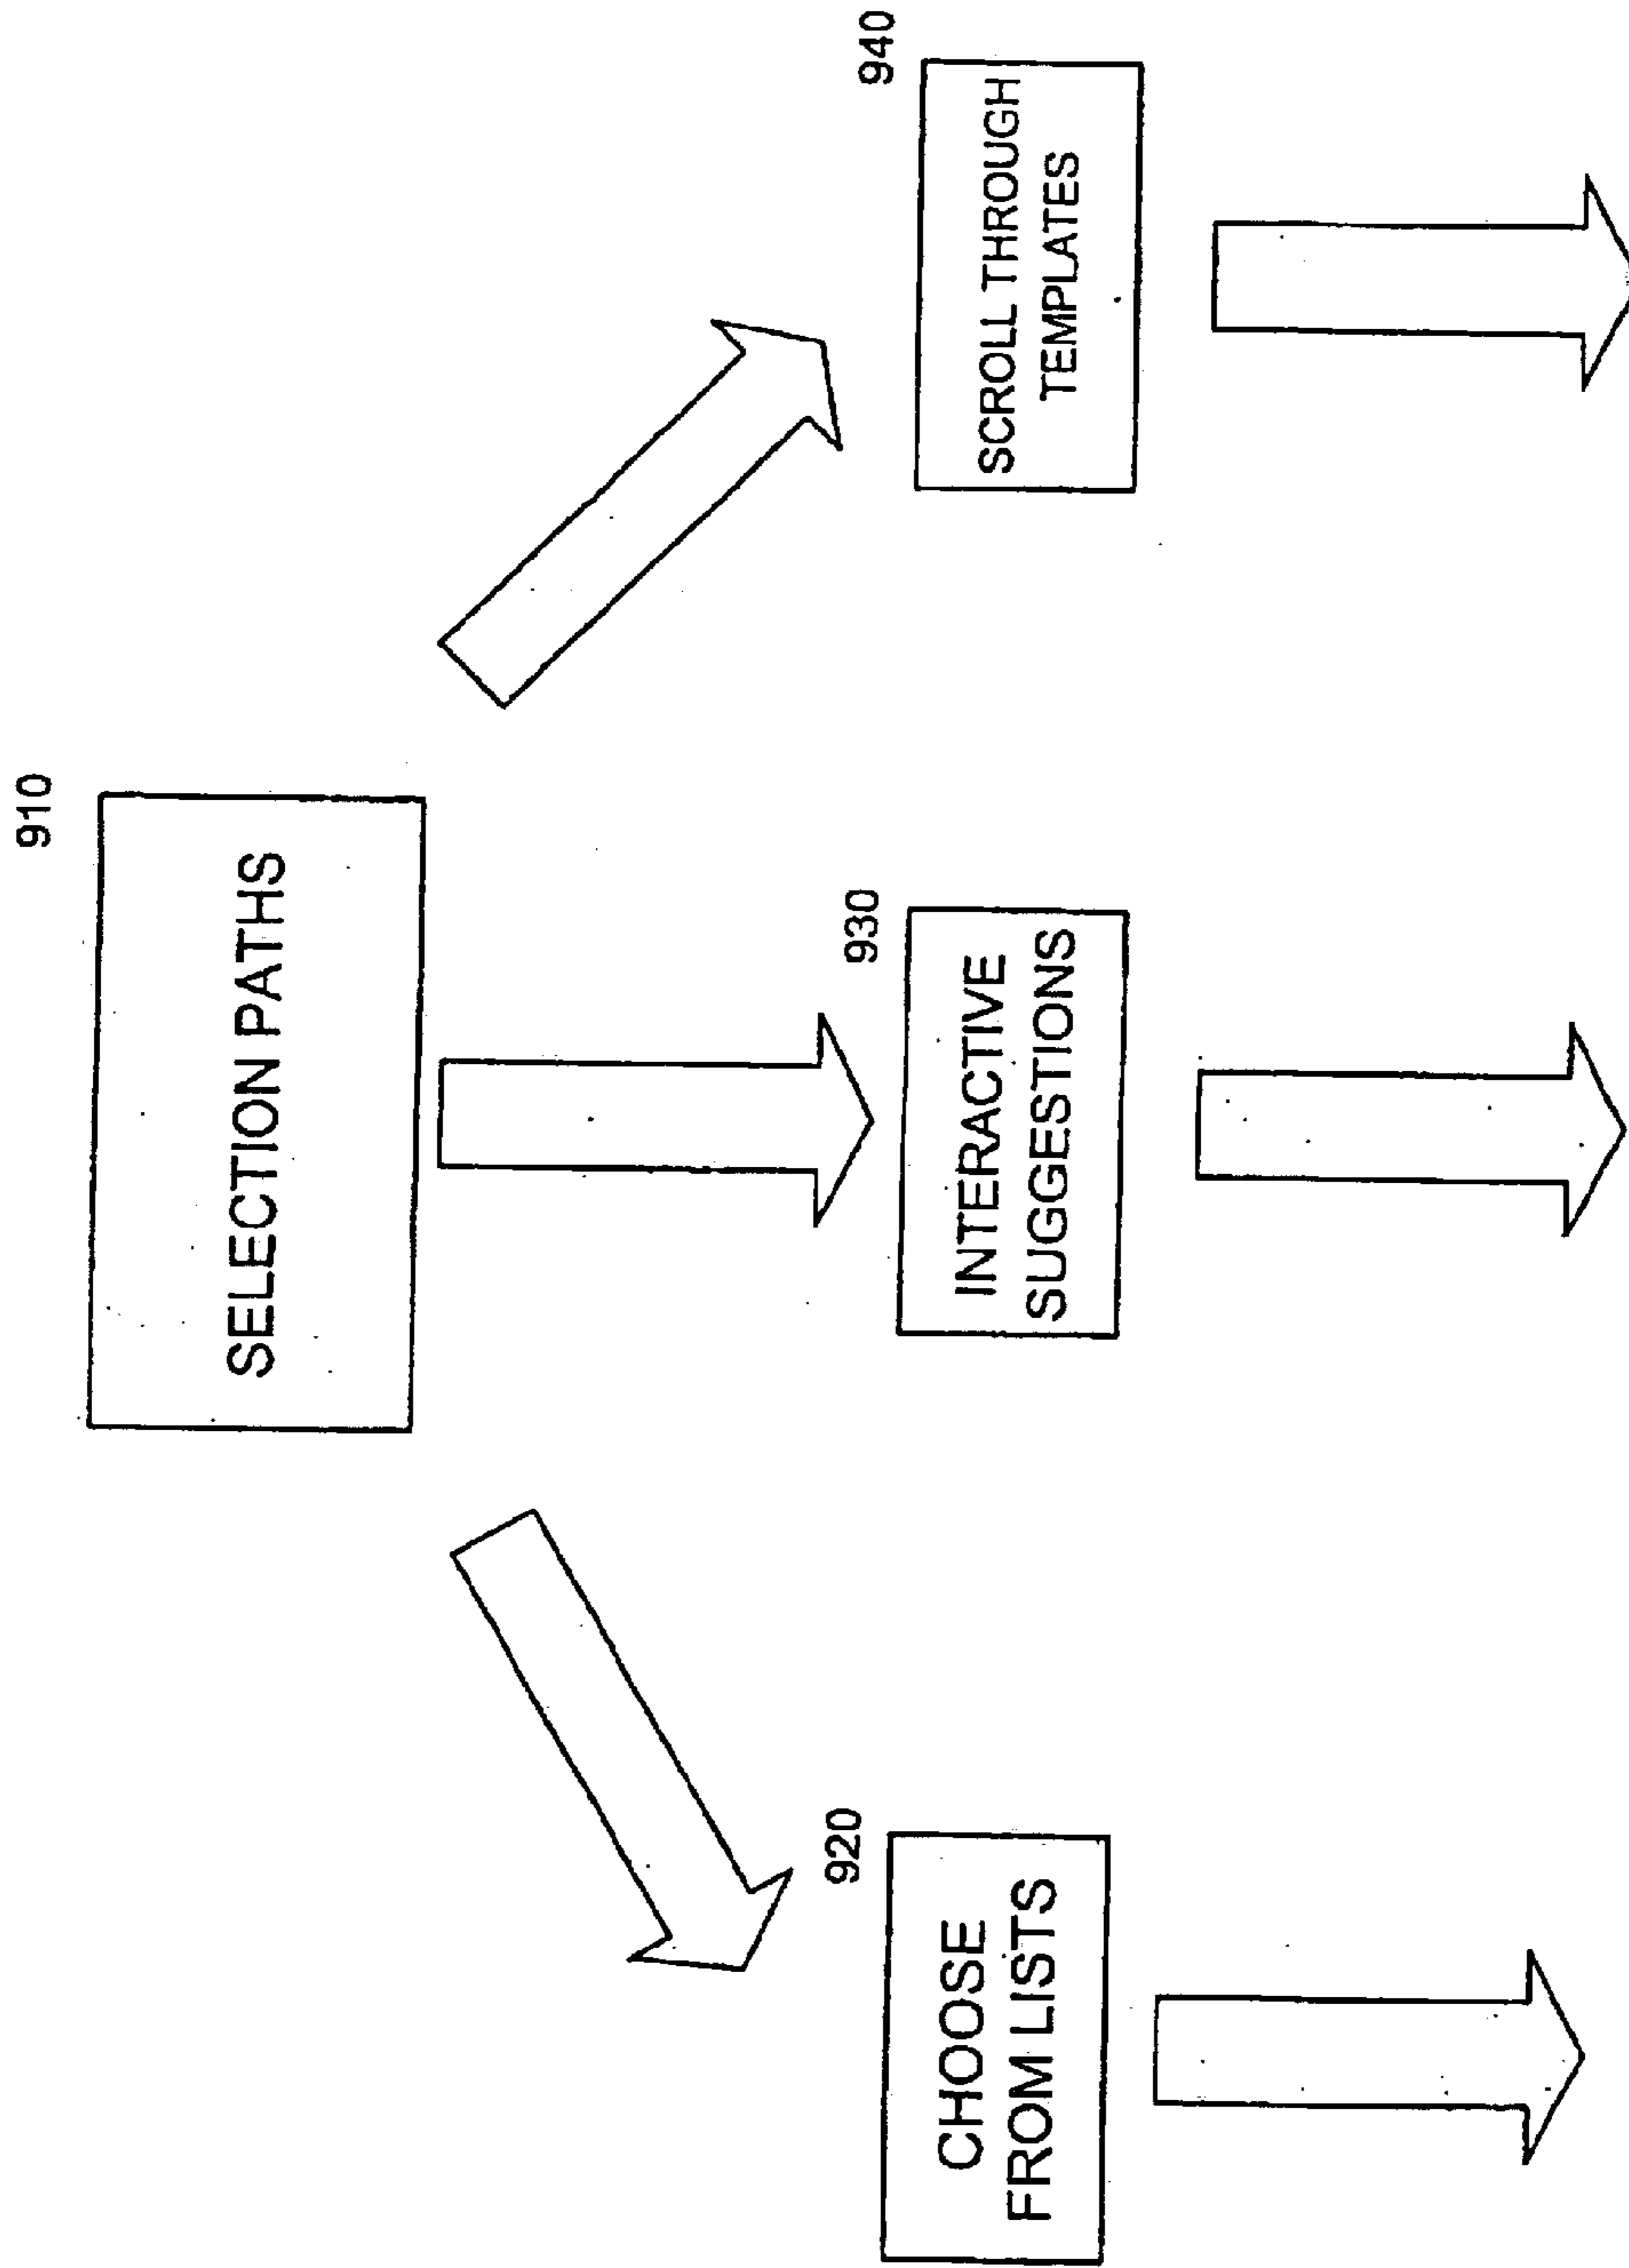 910
SELECTION PATHS
920
CHOOSE
FROM LISTS
930
INTERACTIVE
SUGGESTIONS
940
SCROLL THROUGH
TEMPLATES